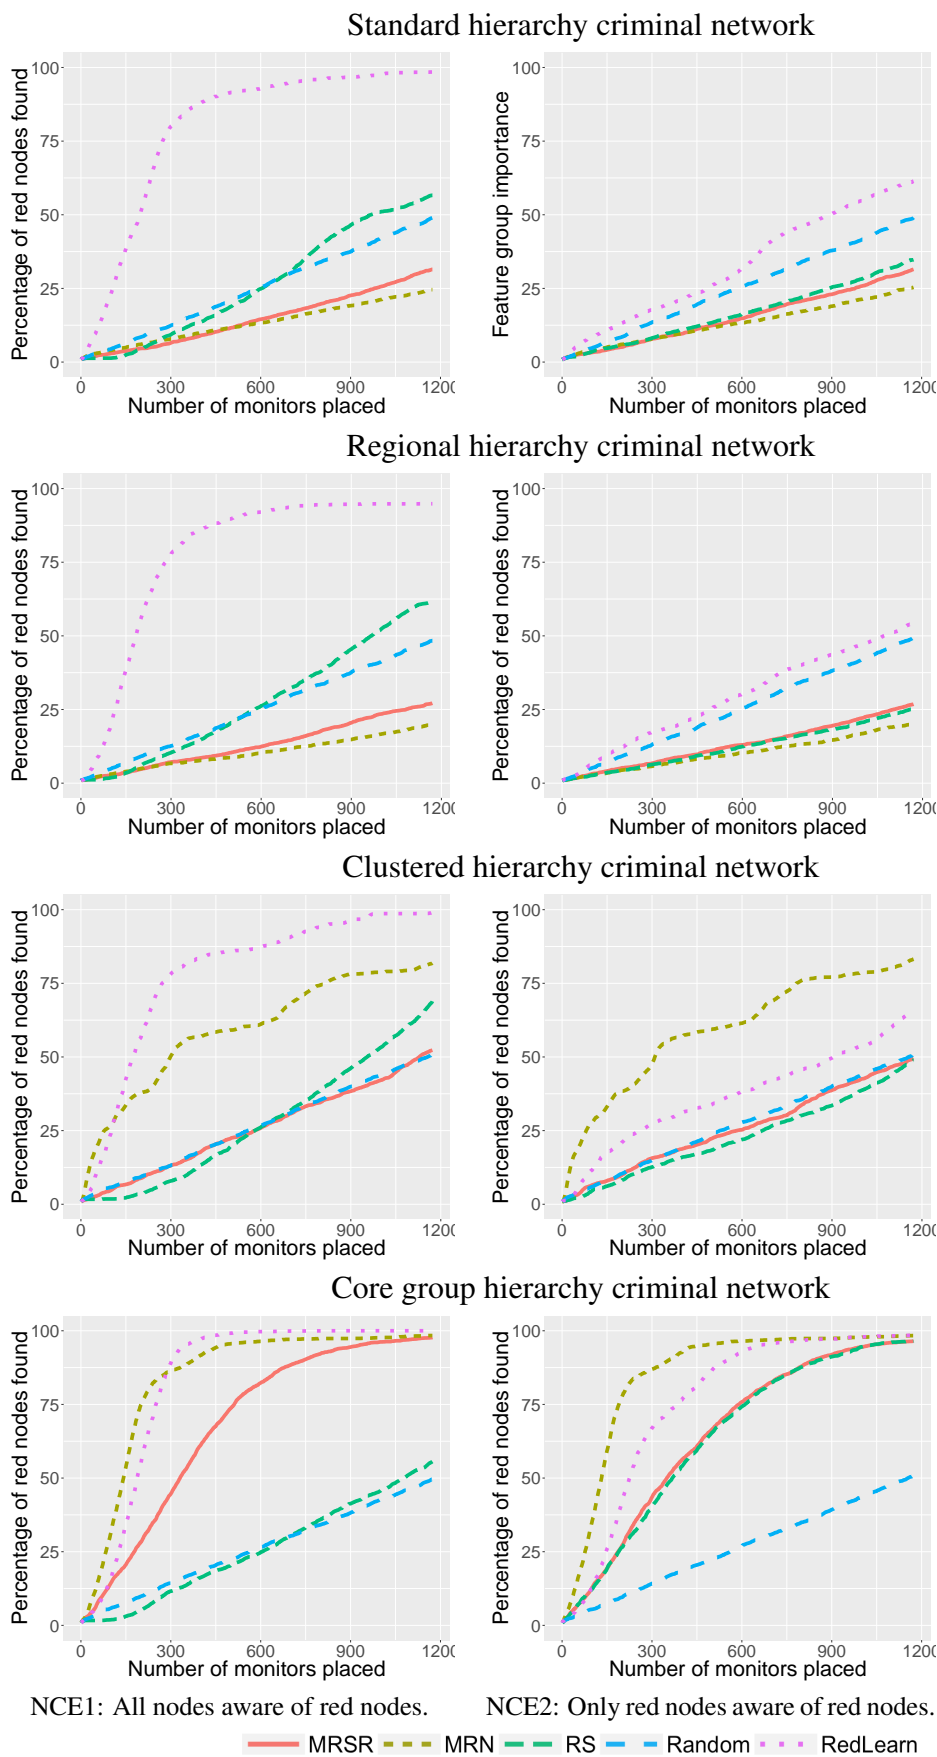 Standard hierarchy criminal network
Percentage of red nodes found
100
75
50
25
0
0 300 600 900 1200
Number of monitors placed
Feature group importance
100
75
50
25
0
0 300 600 900 1200
Number of monitors placed
Regional hierarchy criminal network
Percentage of red nodes found
100
75
50
25
0
0 300 600 900 1200
Number of monitors placed
Percentage of red nodes found
100
75
50
25
0
0 300 600 900 1200
Number of monitors placed
Clustered hierarchy criminal network
Percentage of red nodes found
100
75
50
25
0
0 300 600 900 1200
Number of monitors placed
Percentage of red nodes found
100
75
50
25
0
0 300 600 900 1200
Number of monitors placed
Core group hierarchy criminal network
Percentage of red nodes found
100
75
50
25
0
0 300 600 900 1200
Number of monitors placed
Percentage of red nodes found
100
75
50
25
0
0 300 600 900 1200
Number of monitors placed
NCE1: All nodes aware of red nodes. NCE2: Only red nodes aware of red nodes.
MRSR MRN RS Random RedLearn